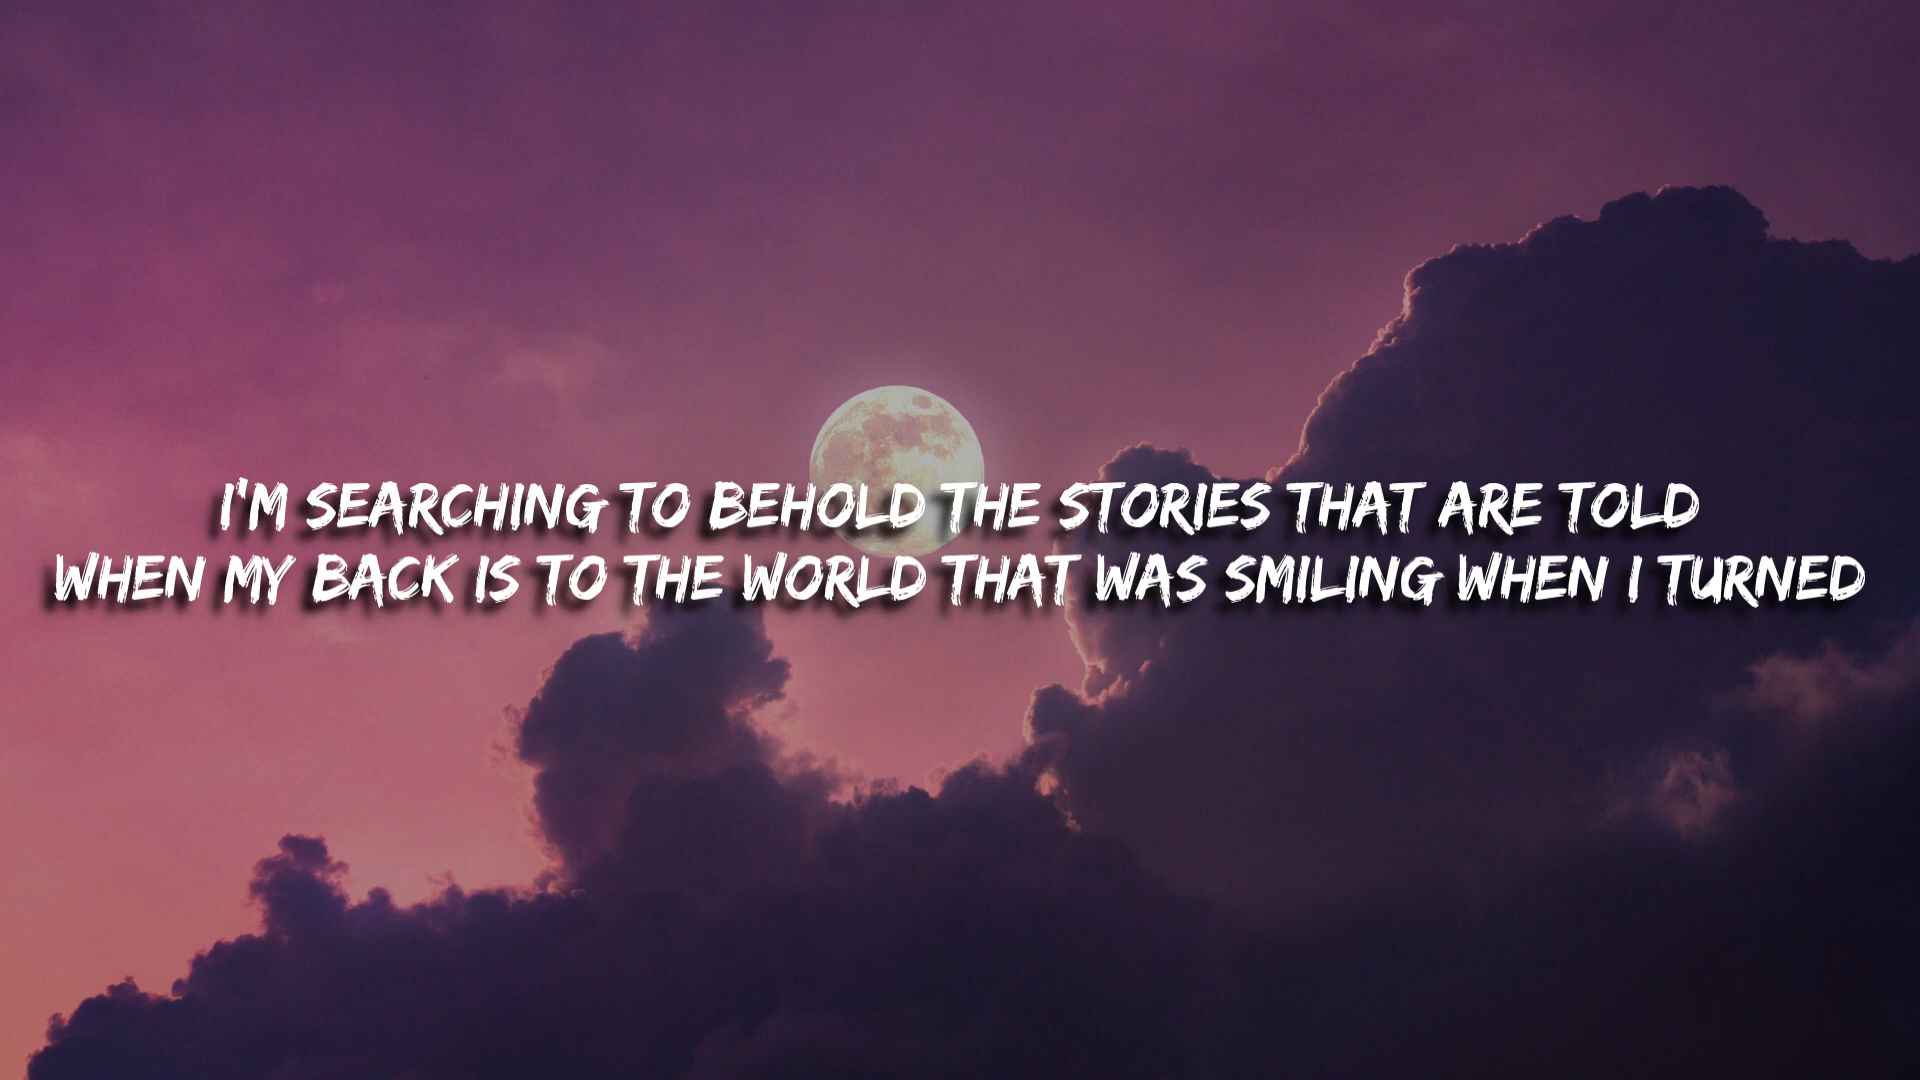 I'M SEARCHING TO BEHOLD THE STORIES THAT ARE TOLD
WHEN MY BACK IS TO THE WORLD THAT WAS SMILING WHEN I TURNED